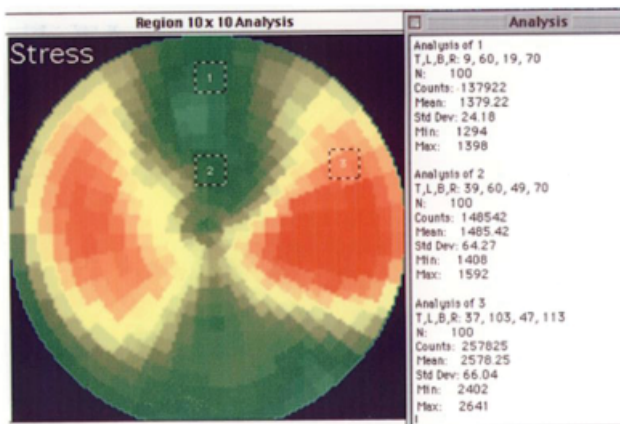 Region 10 x 10 Analysis
Stress
1
2
3
Analysis
Analysis of 1
T,L,B,R: 9, 60, 19, 70
N: 100
Counts: 137922
Mean: 1379.22
Std Dev: 24.18
Min: 1294
Max: 1398
Analysis of 2
T,L,B,R: 39, 60, 49, 70
N: 100
Counts: 148542
Mean: 1485.42
Std Dev: 64.27
Min: 1408
Max: 1592
Analysis of 3
T,L,B,R: 37, 103, 47, 113
N: 100
Counts: 257825
Mean: 2578.25
Std Dev: 66.04
Min: 2402
Max: 2641